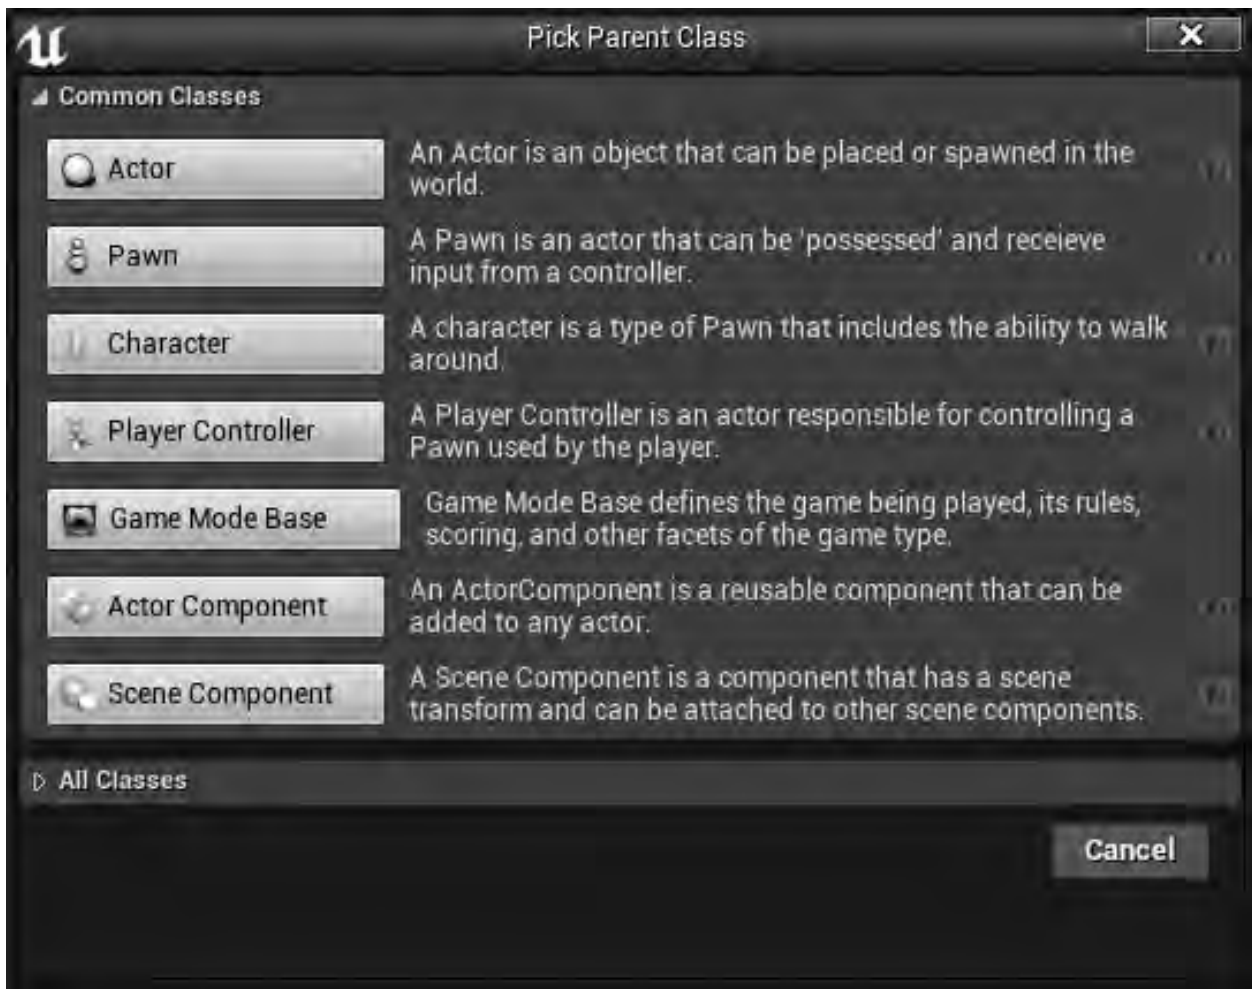 Pick Parent Class
Common Classes
Actor
An Actor is an object that can be placed or spawned in the
world.
Pawn
A Pawn is an actor that can be 'possessed' and receieve
input from a controller.
Character
A character is a type of Pawn that includes the ability to walk
around.
Player Controller
A Player Controller is an actor responsible for controlling a
Pawn used by the player.
Game Mode Base
Game Mode Base defines the game being played, its rules,
scoring, and other facets of the game type.
Actor Component
An ActorComponent is a reusable component that can be
added to any actor.
Scene Component
A Scene Component is a component that has a scene
transform and can be attached to other scene components.
All Classes
Cancel